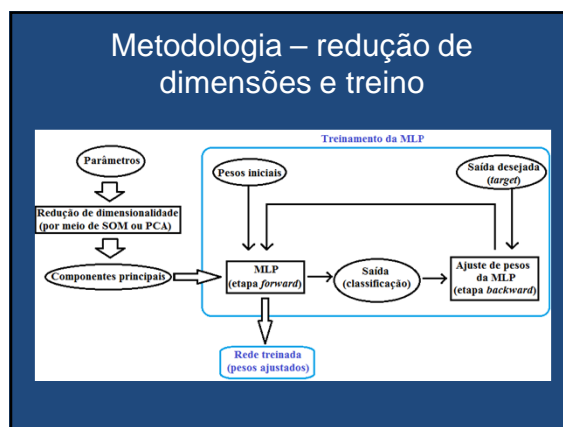 Metodologia – redução de
dimensões e treino
Treinamento da MLP
Parâmetros
Pesos iniciais
Saída desejada
(target)
Redução de dimensionalidade
(por meio de SOM ou PCA)
Componentes principais
MLP
(etapa forward)
Saída
(classificação)
Ajuste de pesos
da MLP
(etapa backward)
Rede treinada
(pesos ajustados)